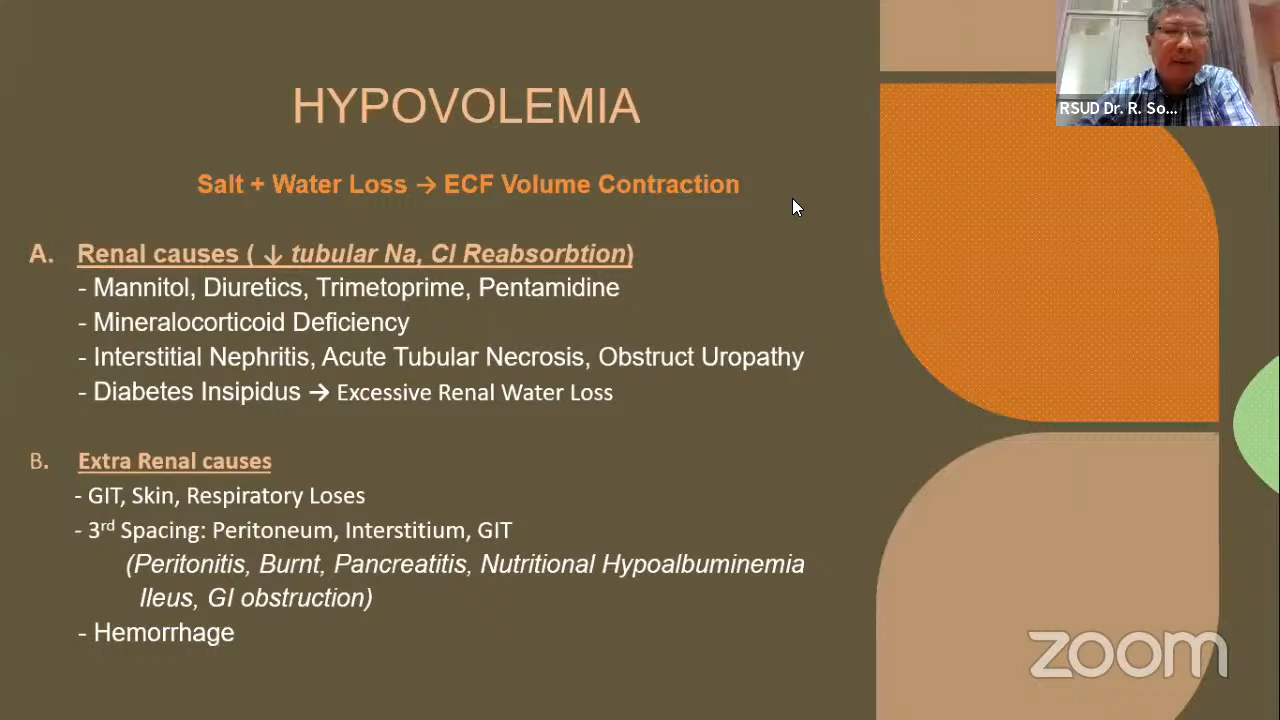 RSUD Dr. R. So...
HYPOVOLEMIA
Salt + Water Loss → ECF Volume Contraction
A. Renal causes ( ↓ tubular Na, Cl Reabsorbtion)
- Mannitol, Diuretics, Trimetoprime, Pentamidine
- Mineralocorticoid Deficiency
- Interstitial Nephritis, Acute Tubular Necrosis, Obstruct Uropathy
- Diabetes Insipidus → Excessive Renal Water Loss
B. Extra Renal causes
- GIT, Skin, Respiratory Loses
- 3rd Spacing: Peritoneum, Interstitium, GIT
(Peritonitis, Burnt, Pancreatitis, Nutritional Hypoalbuminemia
Ileus, GI obstruction)
- Hemorrhage
zoom